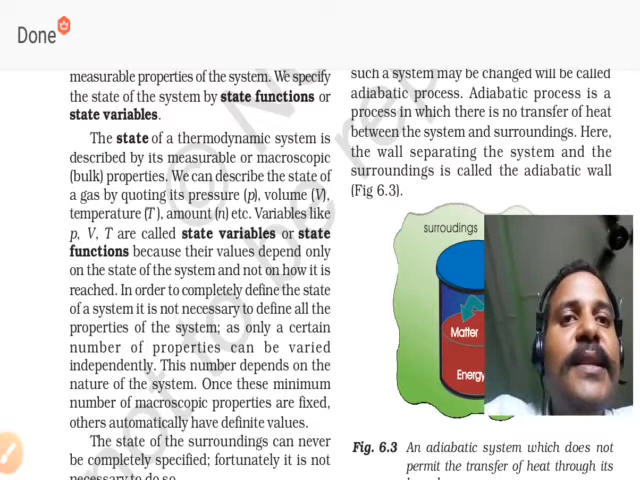 Done
measurable properties of the system. We specify
the state of the system by state functions or
state variables.
The state of a thermodynamic system is
described by its measurable or macroscopic
(bulk) properties. We can describe the state of
a gas by quoting its pressure (p), volume (V),
temperature (T ), amount (n) etc. Variables like
p, V, T are called state variables or state
functions because their values depend only
on the state of the system and not on how it is
reached. In order to completely define the state
of a system it is not necessary to define all the
properties of the system; as only a certain
number of properties can be varied
independently. This number depends on the
nature of the system. Once these minimum
number of macroscopic properties are fixed,
others automatically have definite values.
The state of the surroundings can never
be completely specified; fortunately it is not
necessary to do so.
such a system may be changed will be called
adiabatic process. Adiabatic process is a
process in which there is no transfer of heat
between the system and surroundings. Here,
the wall separating the system and the
surroundings is called the adiabatic wall
(Fig 6.3).
surroudings
Matter
Energy
Fig. 6.3 An adiabatic system which does not
permit the transfer of heat through its